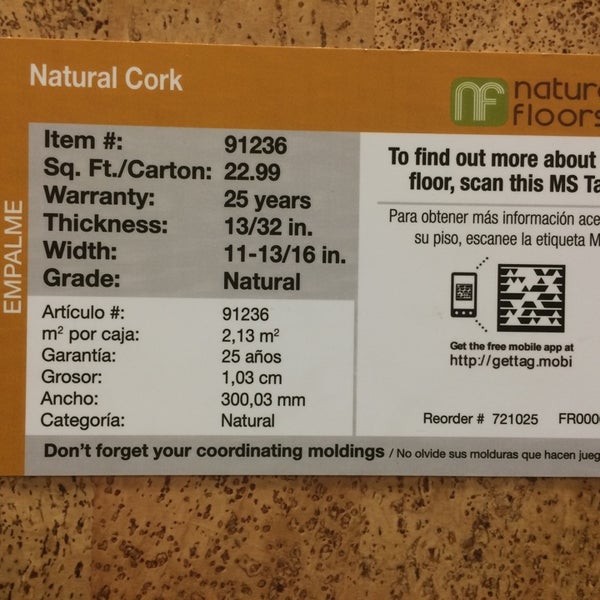 Natural Cork
nf
floors
EMPALME
Item #: 91236
Sq. Ft./Carton: 22.99
Warranty: 25 years
Thickness: 13/32 in.
Width: 11-13/16 in.
Grade: Natural
Artículo #: 91236
m² por caja: 2,13 m²
Garantía: 25 años
Grosor: 1,03 cm
Ancho: 300,03 mm
Categoría: Natural
To find out more about
floor, scan this MS
Para obtener más información
su piso, escanee la etiqueta
Get the free mobile app at
http://gettag.mobi
Reorder # 721025
Don't forget your coordinating moldings / No olvide sus molduras que hacen